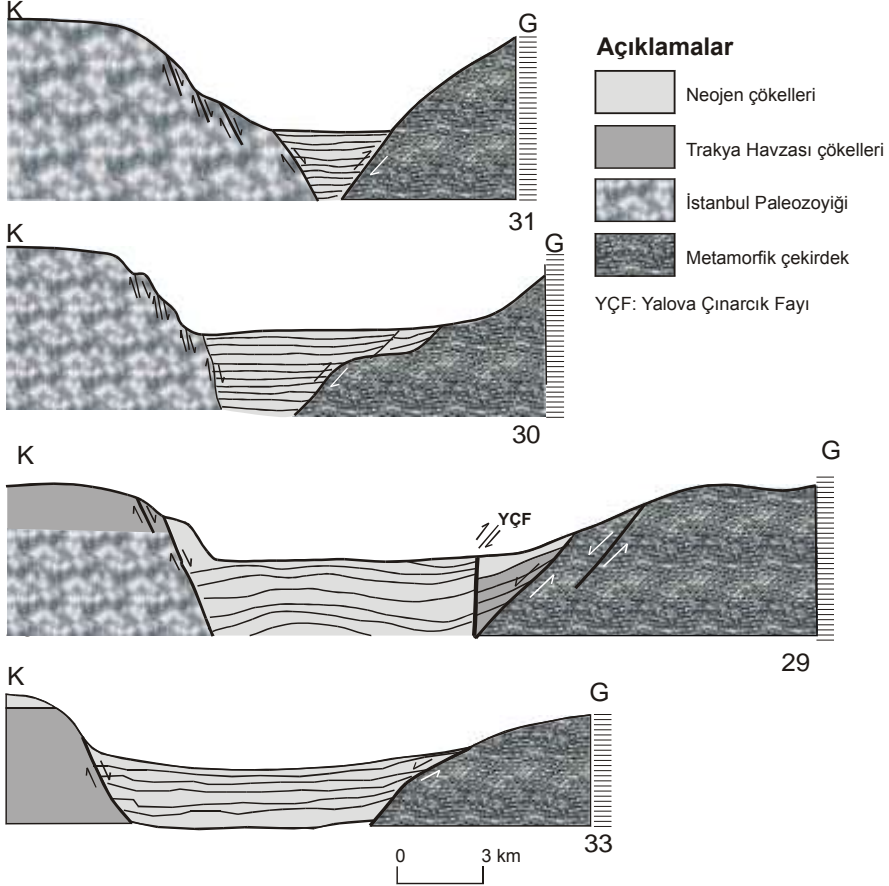 K
G
31
K
G
30
K
G
YÇF
29
K
G
33
0 3 km
Açıklamalar
Neojen çökelleri
Trakya Havzası çökelleri
İstanbul Paleozoyiği
Metamorfik çekirdek
YÇF: Yalova Çınarcık Fayı